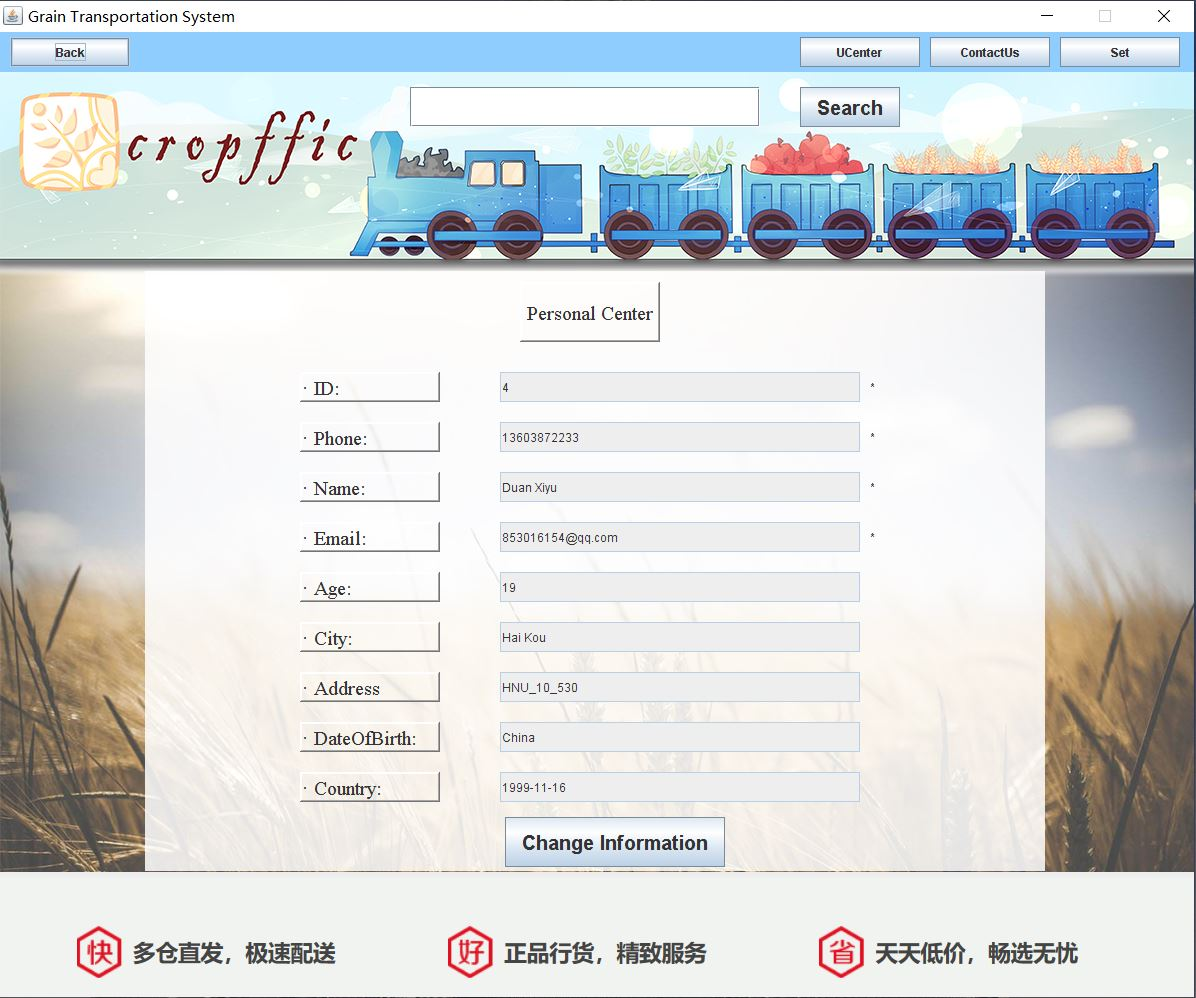 Grain Transportation System
Back
UCenter
ContactUs
Set
Search
cropffic
Personal Center
· ID:
4
*
· Phone:
13603872233
*
· Name:
Duan Xiyu
*
· Email:
853016154@qq.com
*
· Age:
19
· City:
Hai Kou
· Address
HNU_10_530
· DateOfBirth:
China
· Country:
1999-11-16
Change Information
快 多仓直发，极速配送
好 正品行货，精致服务
省 天天低价，畅选无忧